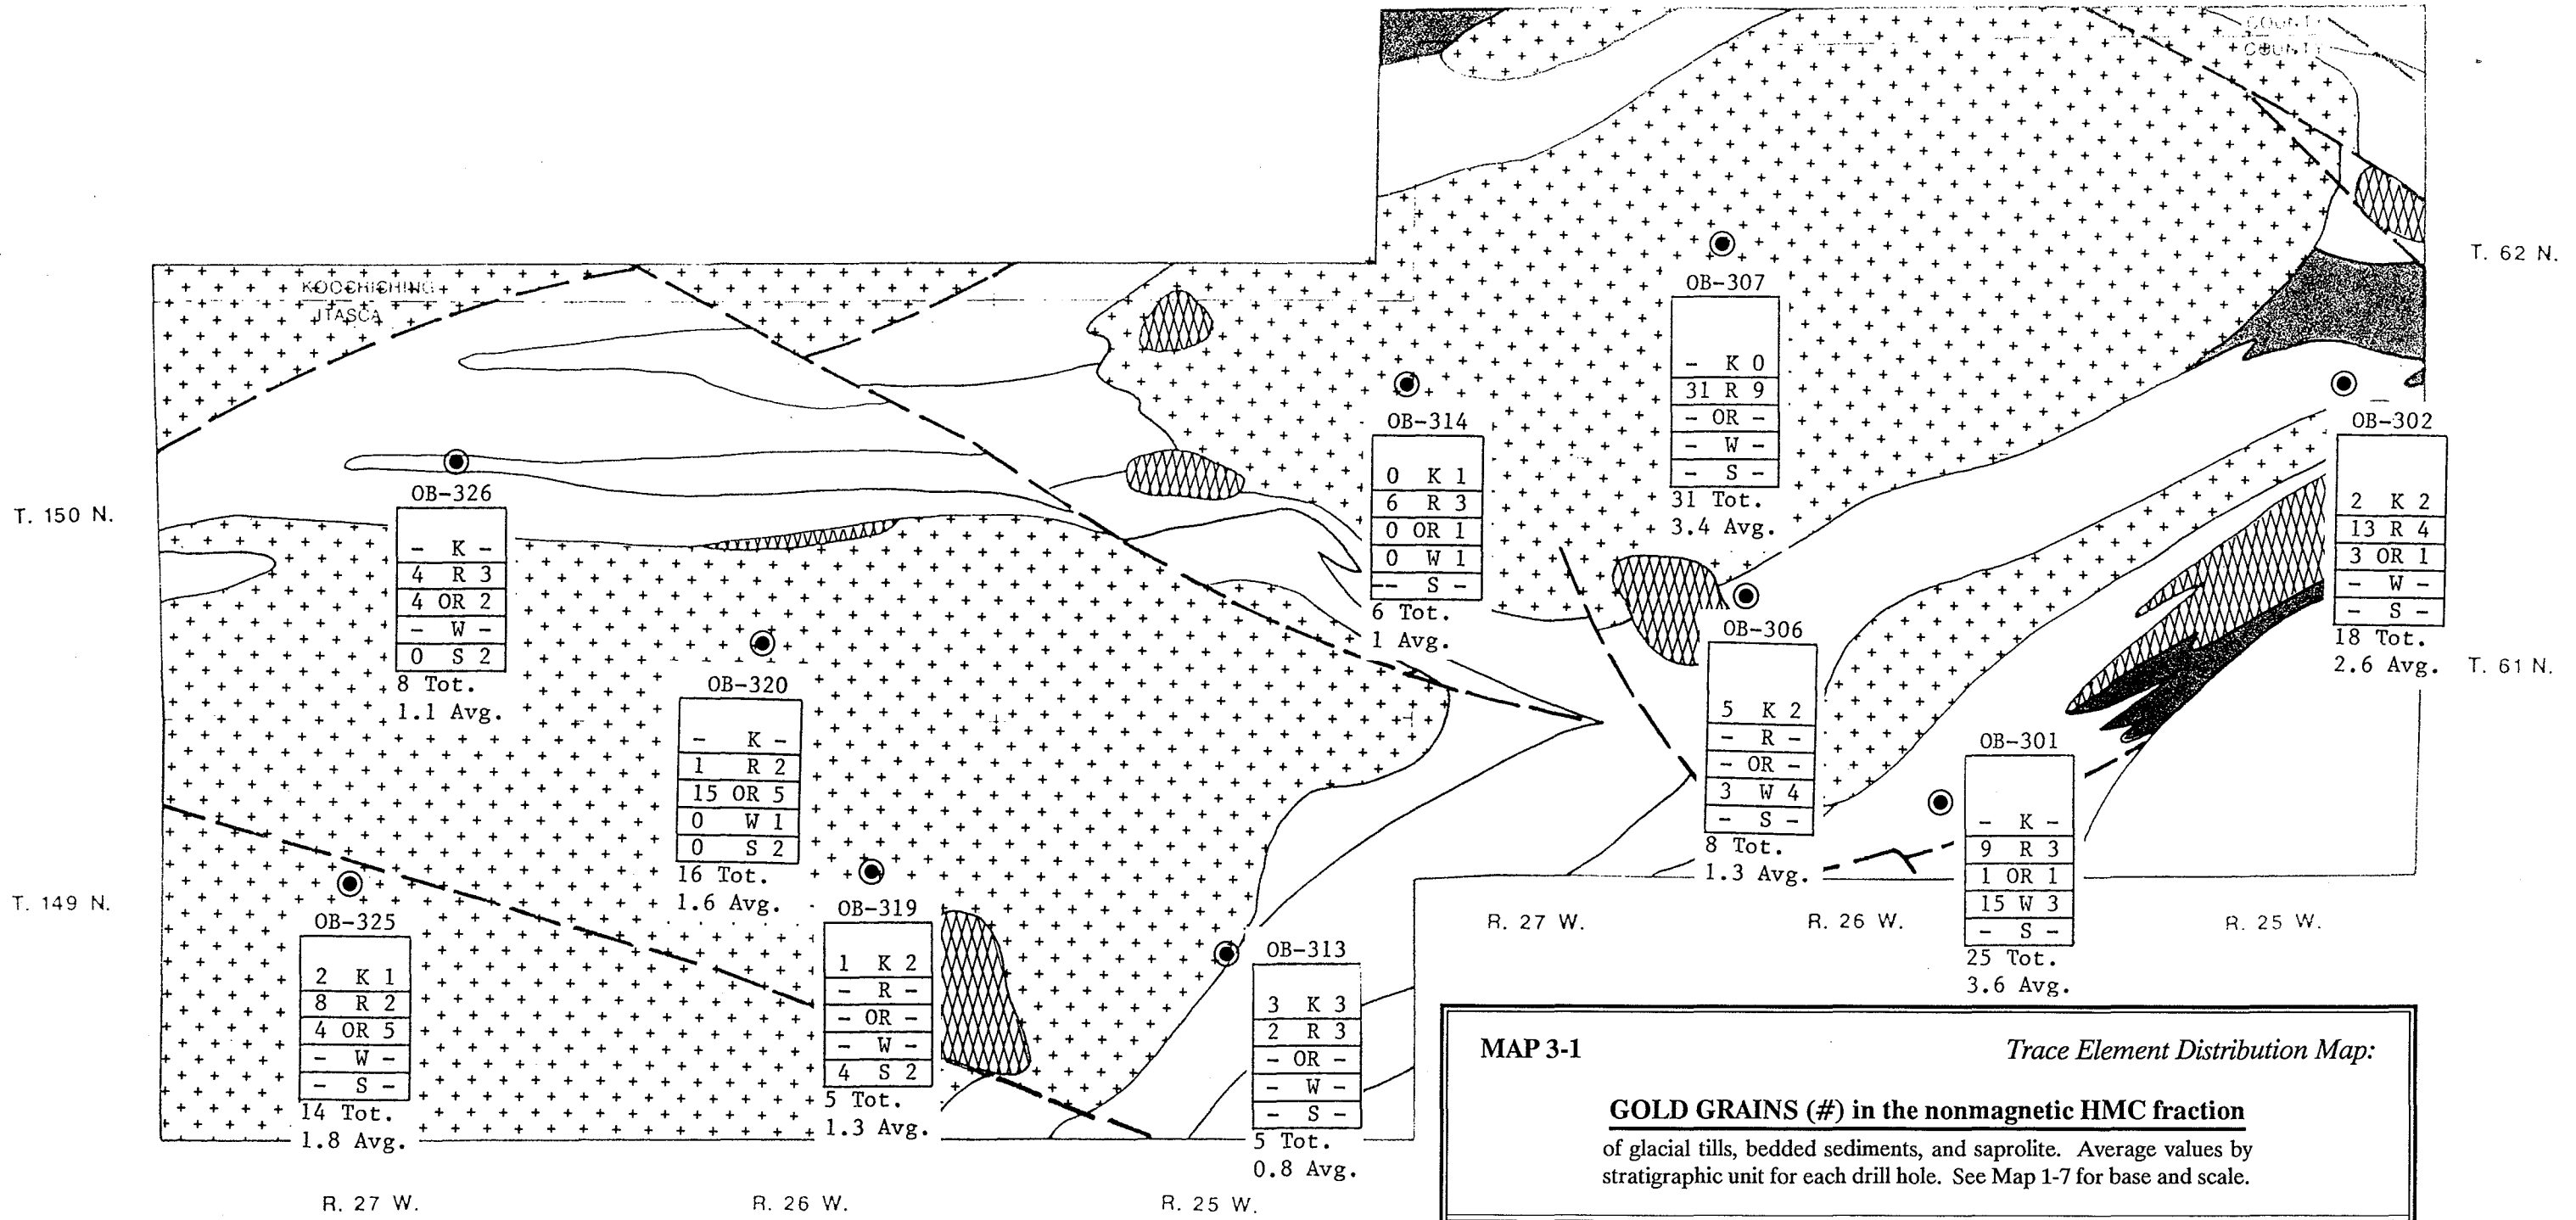 COUNTY
COUNTY
T. 62 N.
KOOCHICHING
ITASCA
OB-307
- K 0
31 R 9
- OR -
- W -
- S -
31 Tot.
3.4 Avg.
OB-314
0 K 1
6 R 3
0 OR 1
0 W 1
-- S -
6 Tot.
1 Avg.
OB-302
2 K 2
13 R 4
3 OR 1
- W -
- S -
18 Tot.
2.6 Avg.
T. 61 N.
T. 150 N.
OB-326
- K -
4 R 3
4 OR 2
- W -
0 S 2
8 Tot.
1.1 Avg.
OB-320
- K -
1 R 2
15 OR 5
0 W 1
0 S 2
16 Tot.
1.6 Avg.
OB-306
5 K 2
- R -
- OR -
3 W 4
- S -
8 Tot.
1.3 Avg.
OB-301
- K -
9 R 3
1 OR 1
15 W 3
- S -
25 Tot.
3.6 Avg.
T. 149 N.
OB-325
2 K 1
8 R 2
4 OR 5
- W -
- S -
14 Tot.
1.8 Avg.
OB-319
1 K 2
- R -
- OR -
- W -
4 S 2
5 Tot.
1.3 Avg.
OB-313
3 K 3
2 R 3
- OR -
- W -
- S -
5 Tot.
0.8 Avg.
R. 27 W.
R. 26 W.
R. 25 W.
R. 27 W.
R. 26 W.
R. 25 W.
MAP 3-1
Trace Element Distribution Map:
GOLD GRAINS (#) in the nonmagnetic HMC fraction
of glacial tills, bedded sediments, and saprolite. Average values by
stratigraphic unit for each drill hole. See Map 1-7 for base and scale.